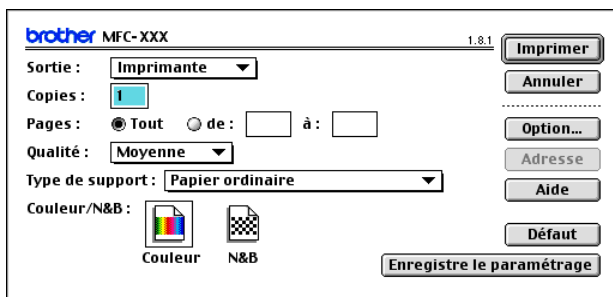 brother MFC-XXX
1.8.1
Imprimer
Sortie : Imprimante
Annuler
Copies : 1
Pages : Tout de : à :
Option...
Qualité : Moyenne
Adresse
Type de support : Papier ordinaire
Aide
Couleur/N&B :
Couleur N&B
Défaut
Enregistre le paramétrage